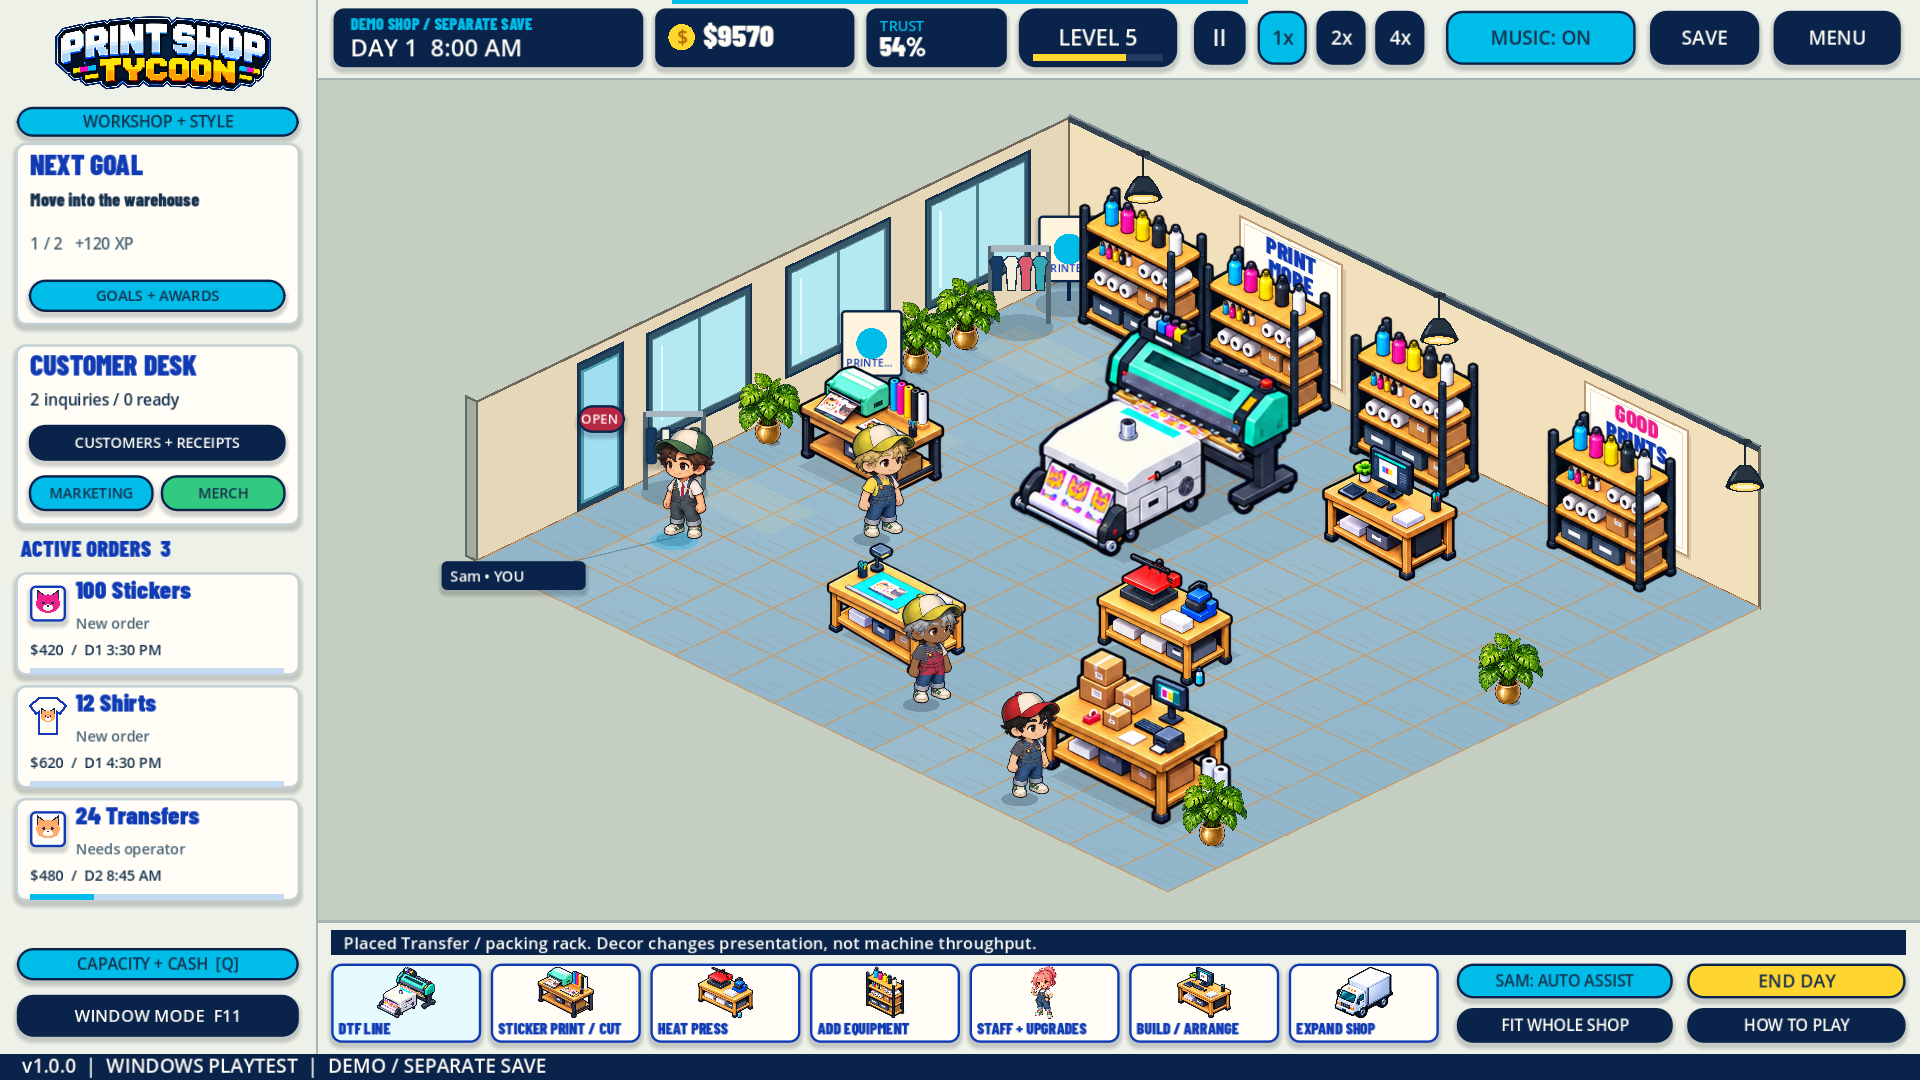 PRINT SHOP
TYCOON
DEMO SHOP / SEPARATE SAVE
DAY 1 8:00 AM
$ $9570
TRUST
54%
LEVEL 5
1x
2x
4x
MUSIC: ON
SAVE
MENU
WORKSHOP + STYLE
NEXT GOAL
Move into the warehouse
1 / 2 +120 XP
GOALS + AWARDS
CUSTOMER DESK
2 inquiries / 0 ready
CUSTOMERS + RECEIPTS
MARKETING
MERCH
ACTIVE ORDERS 3
100 Stickers
New order
$420 / D1 3:30 PM
12 Shirts
New order
$620 / D1 4:30 PM
24 Transfers
Needs operator
$480 / D2 8:45 AM
CAPACITY + CASH [Q]
WINDOW MODE F11
PRINT
MORE
RINTE
PRINTE...
OPEN
GOOD
PRINTS
Sam • YOU
Placed Transfer / packing rack. Decor changes presentation, not machine throughput.
DTF LINE
STICKER PRINT / CUT
HEAT PRESS
ADD EQUIPMENT
STAFF + UPGRADES
BUILD / ARRANGE
EXPAND SHOP
SAM: AUTO ASSIST
END DAY
FIT WHOLE SHOP
HOW TO PLAY
v1.0.0 | WINDOWS PLAYTEST | DEMO / SEPARATE SAVE